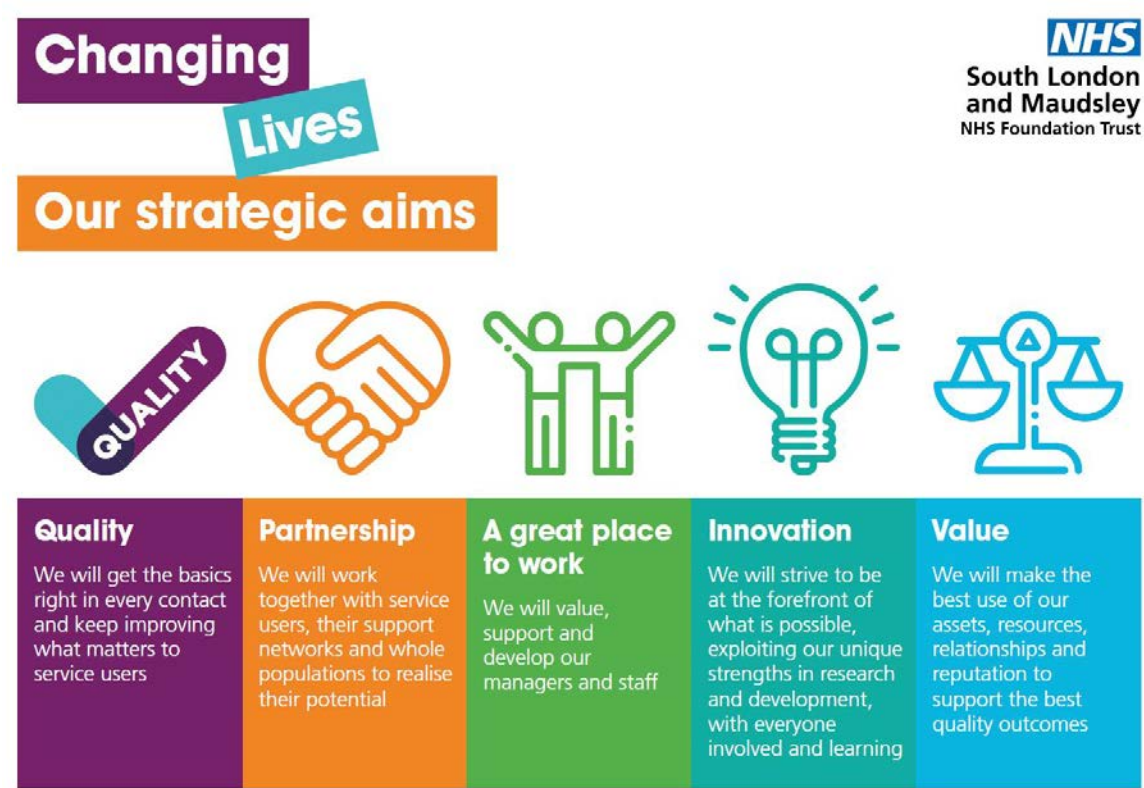 Changing
Lives
Our strategic aims
NHS
South London
and Maudsley
NHS Foundation Trust
QUALITY
Quality
We will get the basics
right in every contact
and keep improving
what matters to
service users
Partnership
We will work
together with service
users, their support
networks and whole
populations to realise
their potential
A great place
to work
We will value,
support and
develop our
managers and staff
Innovation
We will strive to be
at the forefront of
what is possible,
exploiting our unique
strengths in research
and development,
with everyone
involved and learning
Value
We will make the
best use of our
assets, resources,
relationships and
reputation to
support the best
quality outcomes